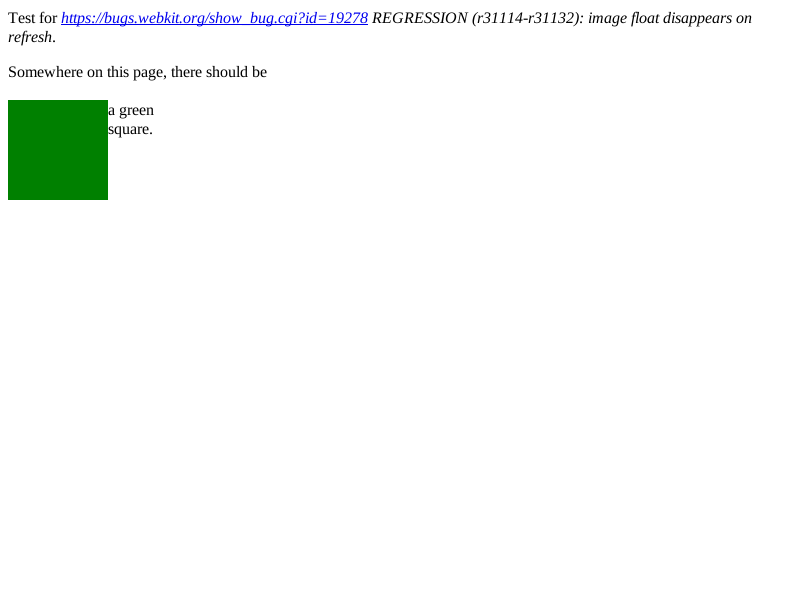 Test for https://bugs.webkit.org/show_bug.cgi?id=19278 REGRESSION (r31114-r31132): image float disappears on
refresh.
Somewhere on this page, there should be
a green
square.